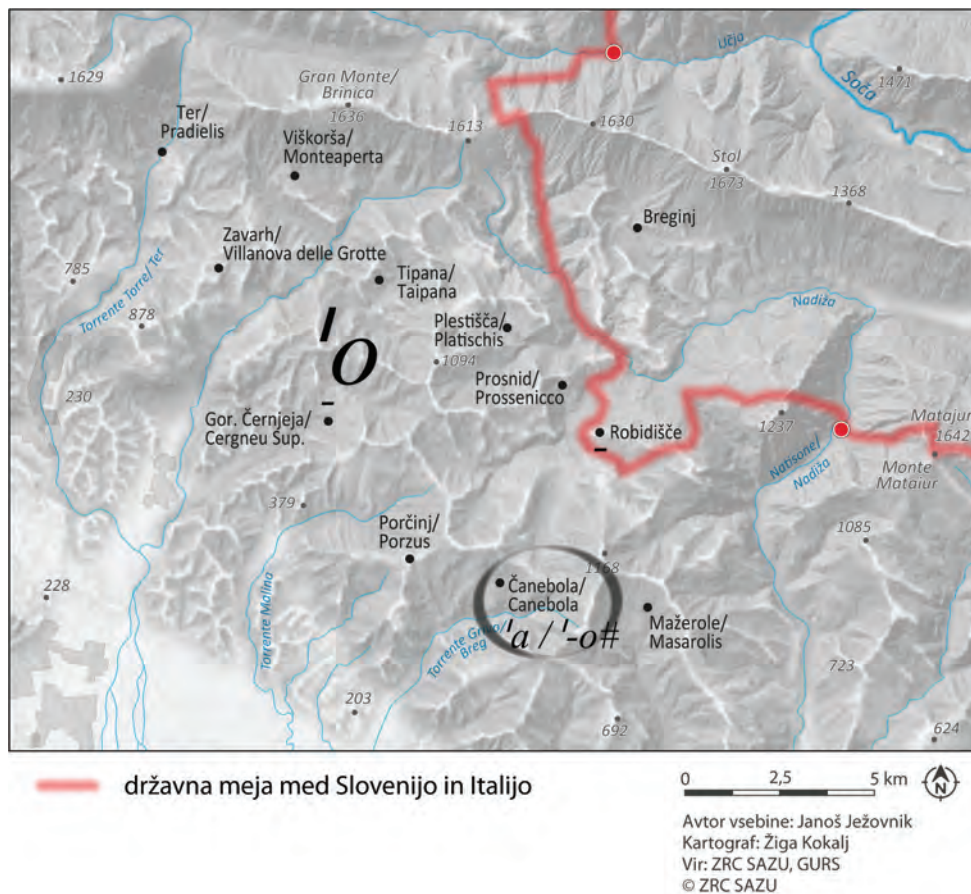 Učja
1629
Gran Monte/
Brinica
1636
1471
Soča
Ter/
Pradielis
1613
1630
Viškorša/
Monteaperta
Stol
1673
1368
Breginj
Zavarh/
Villanova delle Grotte
785
Tipana/
Taipana
Torrente Torre/ Ter
878
Nadiža
Plestišča/
Platischis
'o
1094
230
Prosnid/
Prossenicco
–
Gor. Černjeja/
Cergneu Sup.
1237
Matajur
1642
Robidišče
–
Natisone/
Nadiža
Monte
Mataiur
379
Porčinj/
Porzus
1085
1168
228
Čanebola/
Canebola
Mažerole/
Masarolis
'a / '-o#
Torrente Malina
Torrente Grivò/
Breg
723
203
692
624
državna meja med Slovenijo in Italijo
0 2,5 5 km
N
Avtor vsebine: Janoš Ježovnik
Kartograf: Žiga Kokalj
Vir: ZRC SAZU, GURS
© ZRC SAZU